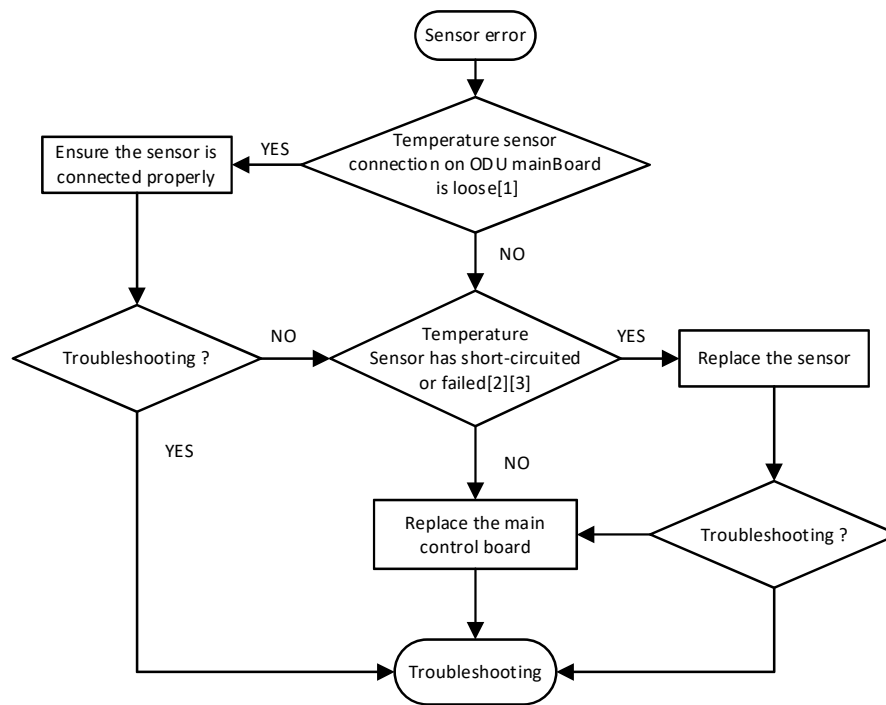 Sensor error
Temperature sensor
connection on ODU mainBoard
is loose[1]
YES
Ensure the sensor is
connected properly
NO
Troubleshooting ?
NO
Temperature
Sensor has short-circuited
or failed[2][3]
YES
Replace the sensor
YES
NO
Replace the main
control board
Troubleshooting ?
Troubleshooting